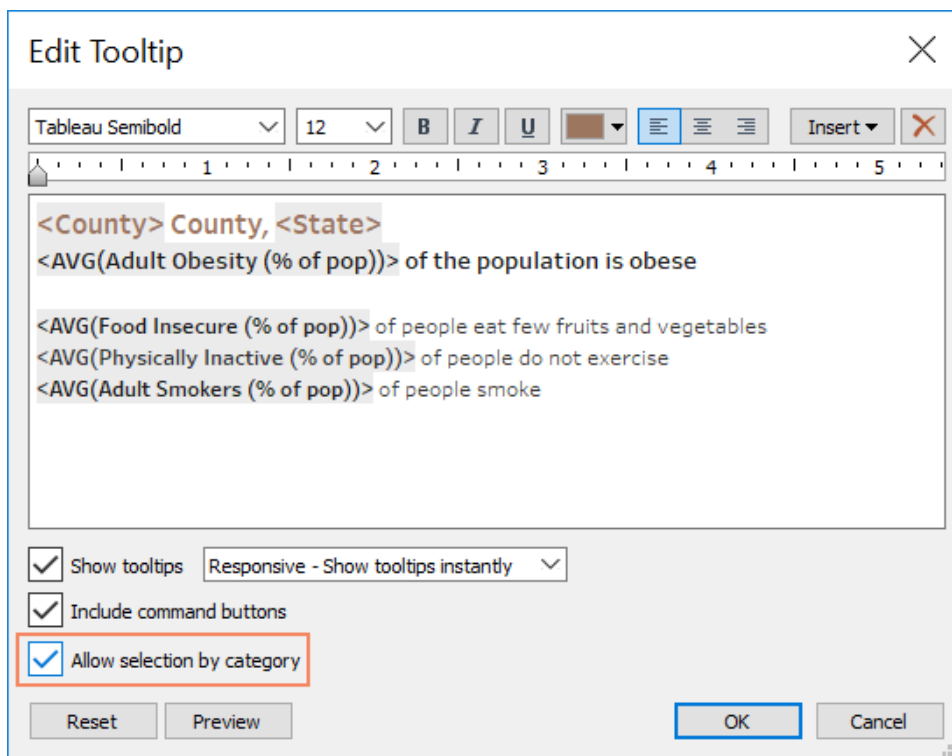 Edit Tooltip
Tableau Semibold 12 B I U Insert
1 2 3 4 5
<County> County, <State>
<AVG(Adult Obesity (% of pop))> of the population is obese
<AVG(Food Insecure (% of pop))> of people eat few fruits and vegetables
<AVG(Physically Inactive (% of pop))> of people do not exercise
<AVG(Adult Smokers (% of pop))> of people smoke
Show tooltips Responsive - Show tooltips instantly
Include command buttons
Allow selection by category
Reset Preview OK Cancel